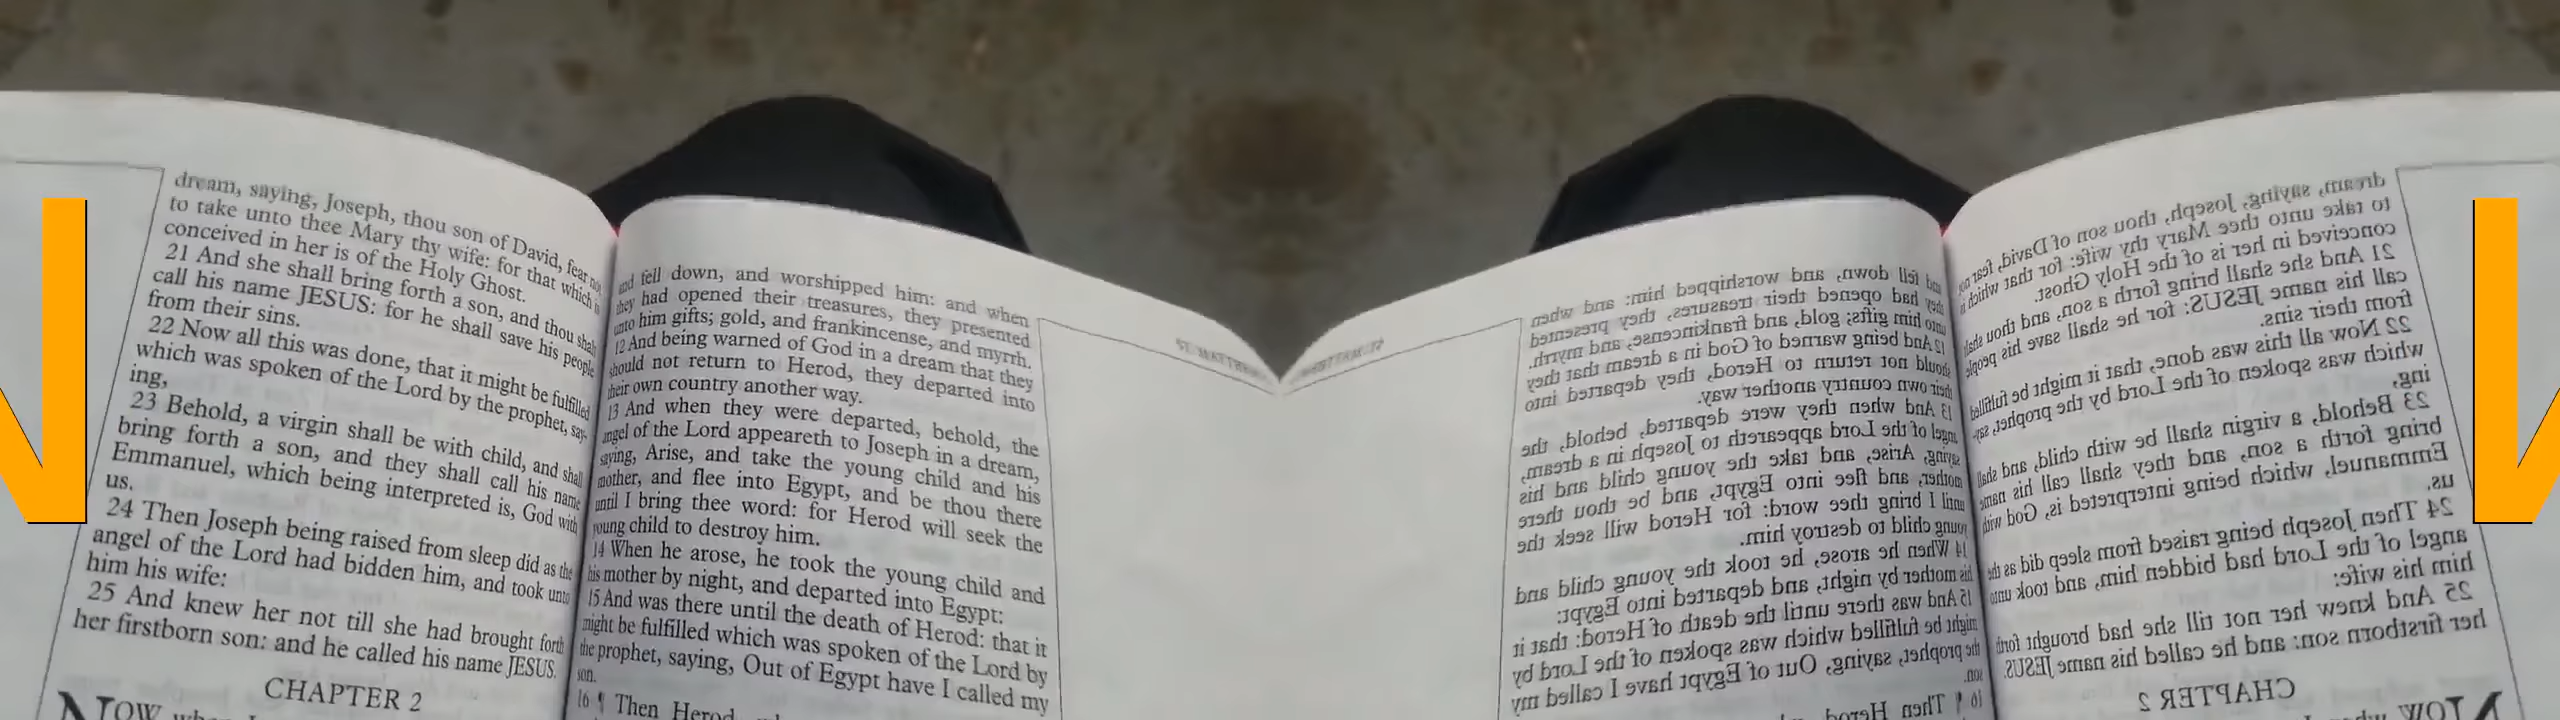 dream, saying, Joseph, thou son of David, fear not
to take unto thee Mary thy wife: for that which is
conceived in her is of the Holy Ghost.
21 And she shall bring forth a son, and thou shalt
call his name JESUS: for he shall save his people
from their sins.
22 Now all this was done, that it might be fulfilled
which was spoken of the Lord by the prophet, say-
ing,
23 Behold, a virgin shall be with child, and shall
bring forth a son, and they shall call his name
Emmanuel, which being interpreted is, God with
us.
24 Then Joseph being raised from sleep did as the
angel of the Lord had bidden him, and took unto
him his wife:
25 And knew her not till she had brought forth
her firstborn son: and he called his name JESUS.
CHAPTER 2
NOW when
ST. MATTHEW
and fell down, and worshipped him: and when
they had opened their treasures, they presented
unto him gifts; gold, and frankincense, and myrrh.
12 And being warned of God in a dream that they
should not return to Herod, they departed into
their own country another way.
13 And when they were departed, behold, the
angel of the Lord appeareth to Joseph in a dream,
saying, Arise, and take the young child and his
mother, and flee into Egypt, and be thou there
until I bring thee word: for Herod will seek the
young child to destroy him.
14 When he arose, he took the young child and
his mother by night, and departed into Egypt:
15 And was there until the death of Herod: that it
might be fulfilled which was spoken of the Lord by
the prophet, saying, Out of Egypt have I called my
son.
16 ¶ Then Herod